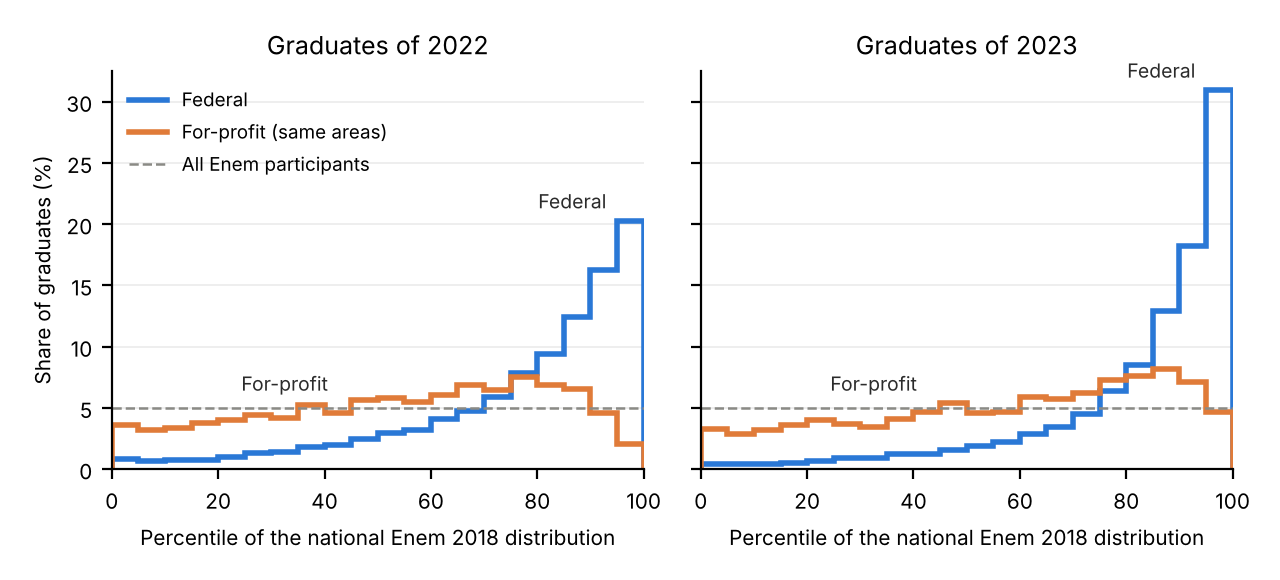 Graduates of 2022
Federal
For-profit (same areas)
All Enem participants
Federal
For-profit
Share of graduates (%)
30
25
20
15
10
5
0
0 20 40 60 80 100
Percentile of the national Enem 2018 distribution
Graduates of 2023
Federal
For-profit
0 20 40 60 80 100
Percentile of the national Enem 2018 distribution